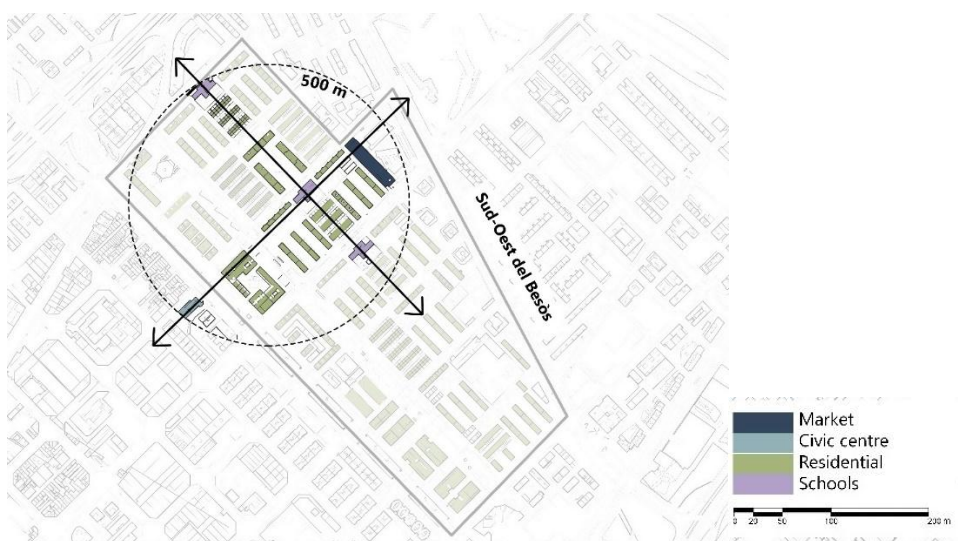 500 m
Sud-Oest del Besòs
Market
Civic centre
Residential
Schools
0 20 50 100 200 m